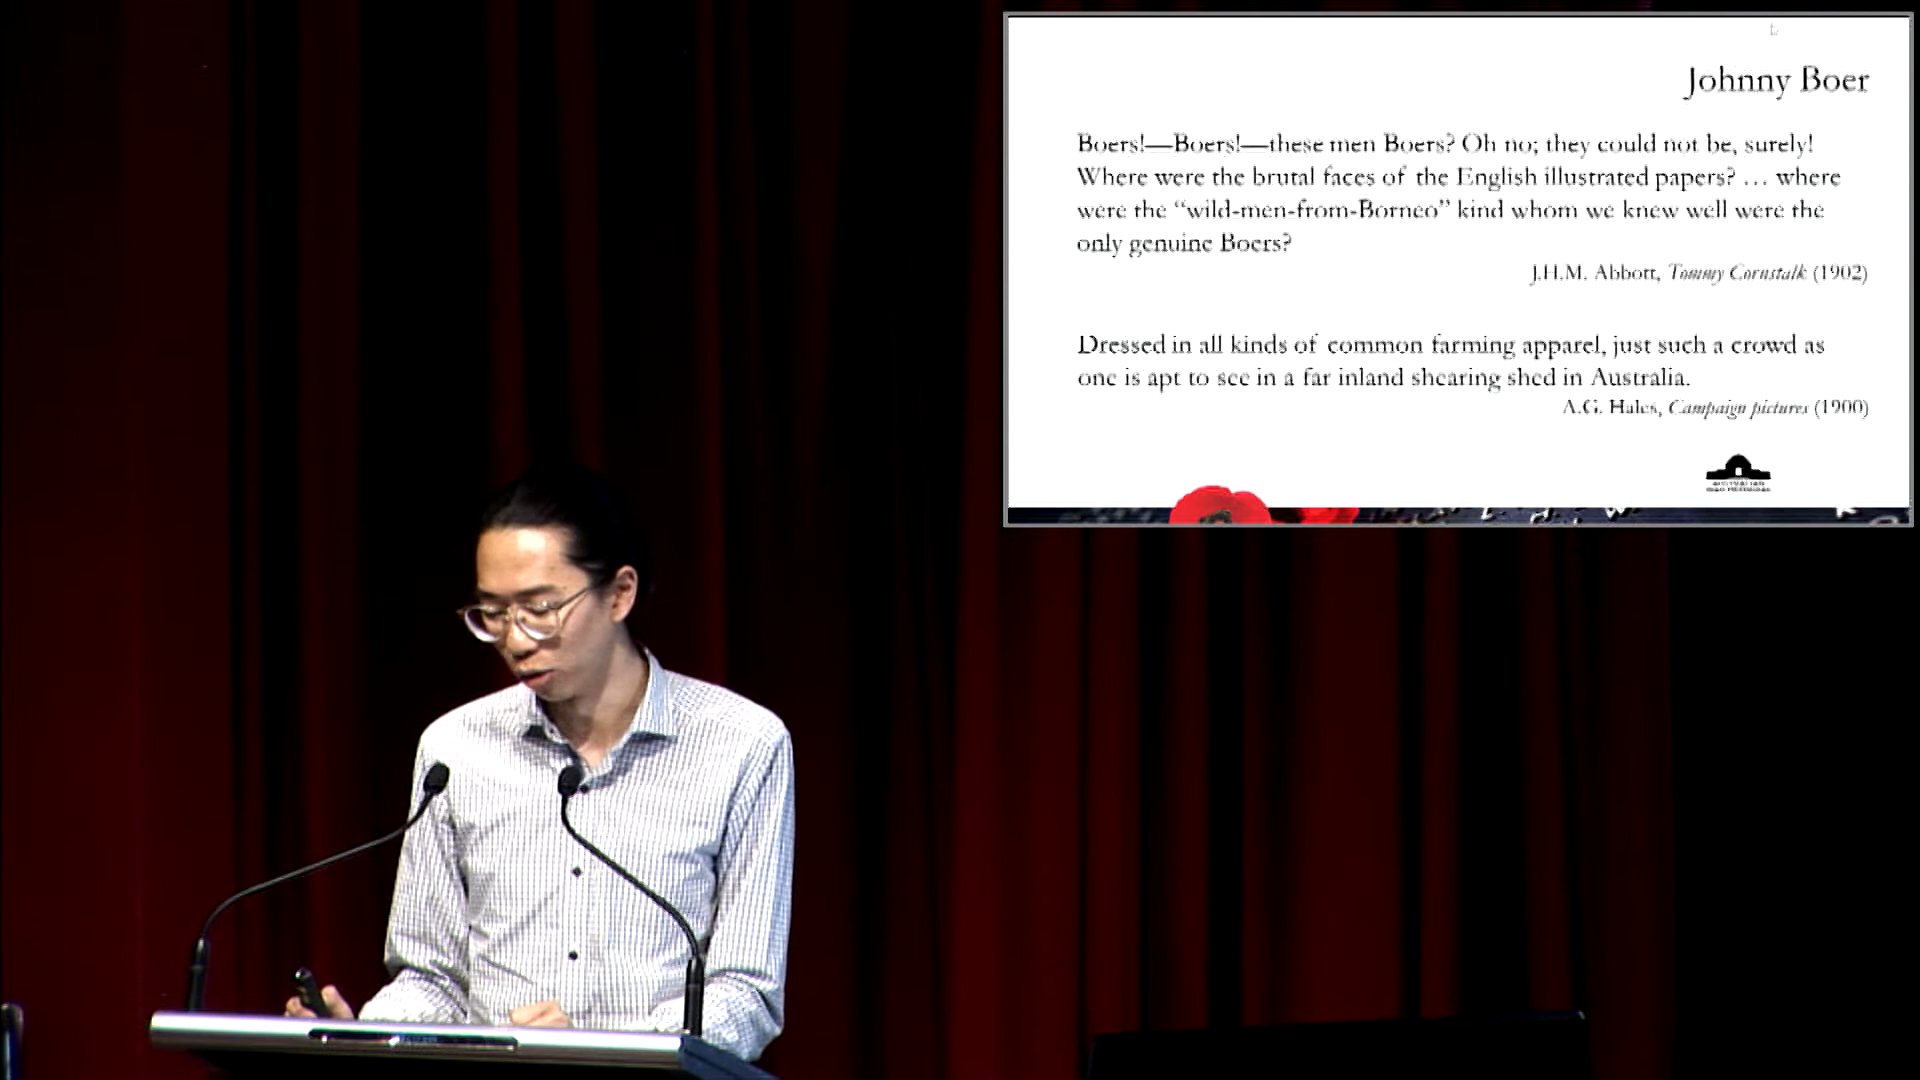 Johnny Boer
Boers!—Boers!—these men Boers? Oh no; they could not be, surely!
Where were the brutal faces of the English illustrated papers? … where
were the “wild-men-from-Borneo” kind whom we knew well were the
only genuine Boers?
J.H.M. Abbott, Tommy Cornstalk (1902)
Dressed in all kinds of common farming apparel, just such a crowd as
one is apt to see in a far inland shearing shed in Australia.
A.G. Hales, Campaign pictures (1900)
AUSTRALIAN
WAR MEMORIAL